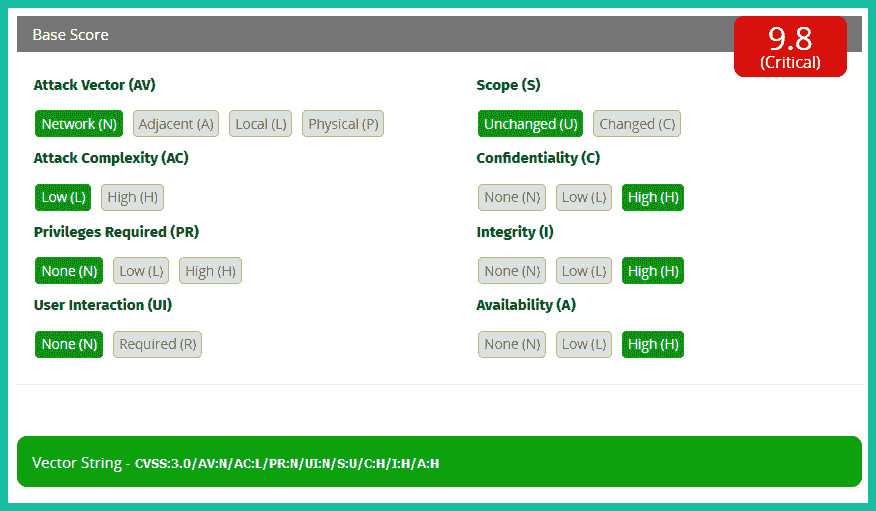 Base Score
9.8
(Critical)
Attack Vector (AV)
Network (N) Adjacent (A) Local (L) Physical (P)
Attack Complexity (AC)
Low (L) High (H)
Privileges Required (PR)
None (N) Low (L) High (H)
User Interaction (UI)
None (N) Required (R)
Scope (S)
Unchanged (U) Changed (C)
Confidentiality (C)
None (N) Low (L) High (H)
Integrity (I)
None (N) Low (L) High (H)
Availability (A)
None (N) Low (L) High (H)
Vector String - CVSS:3.0/AV:N/AC:L/PR:N/UI:N/S:U/C:H/I:H/A:H